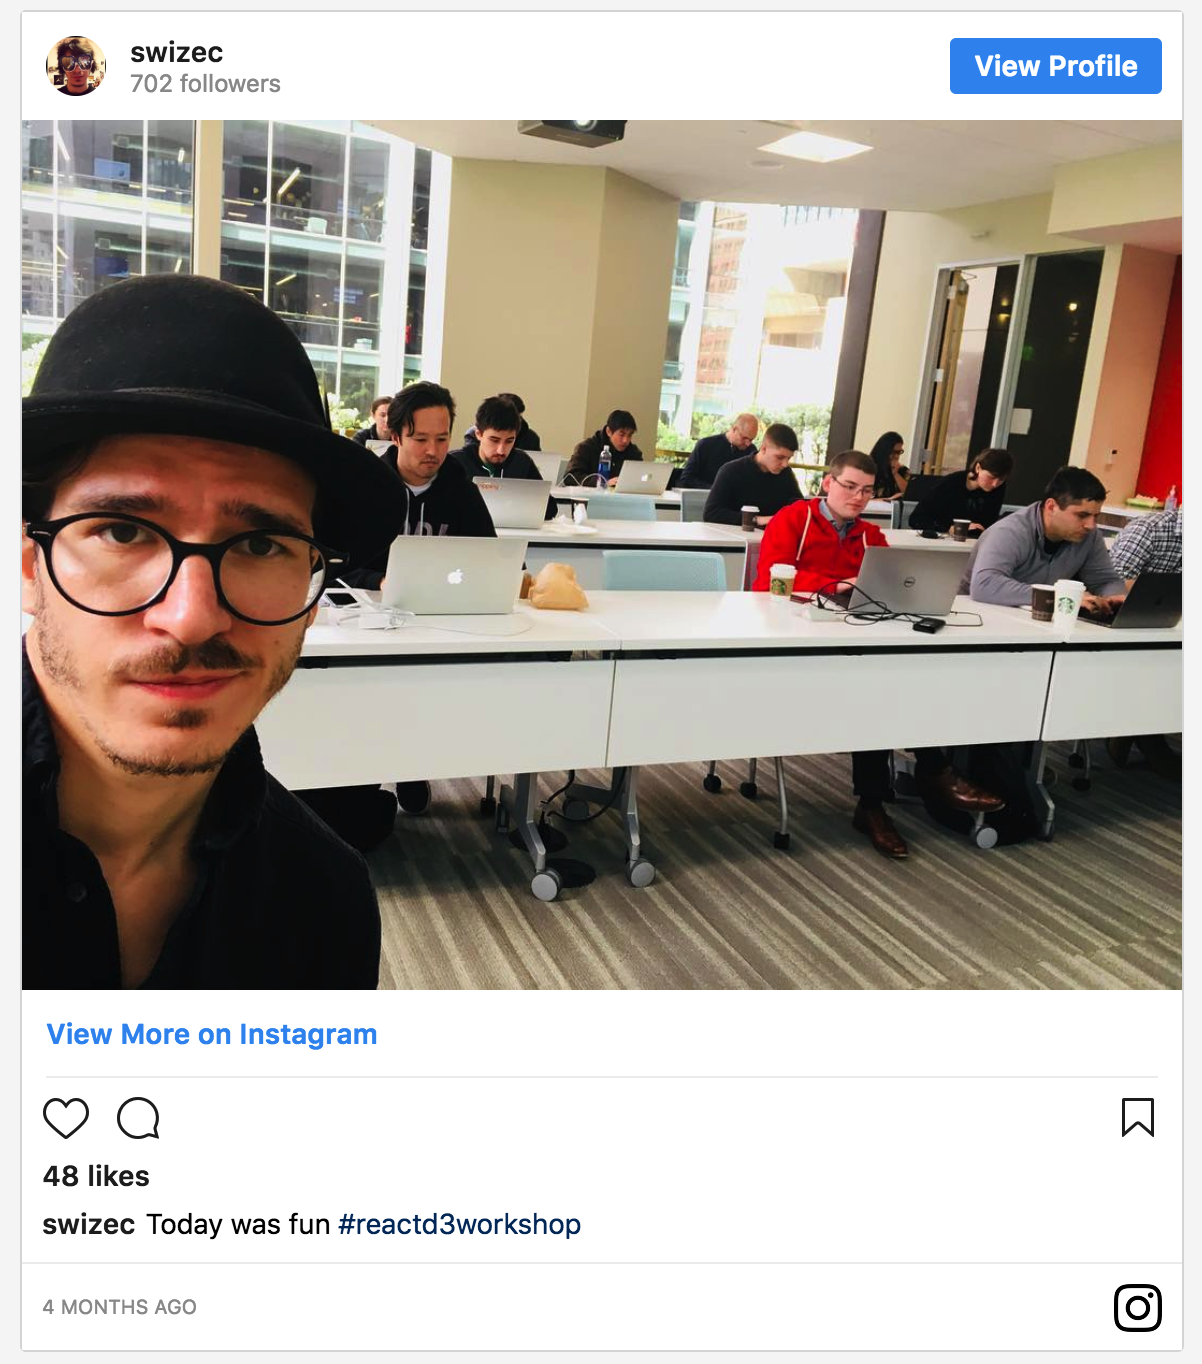 swizec
702 followers
View Profile
View More on Instagram
48 likes
swizec Today was fun #reactd3workshop
4 MONTHS AGO